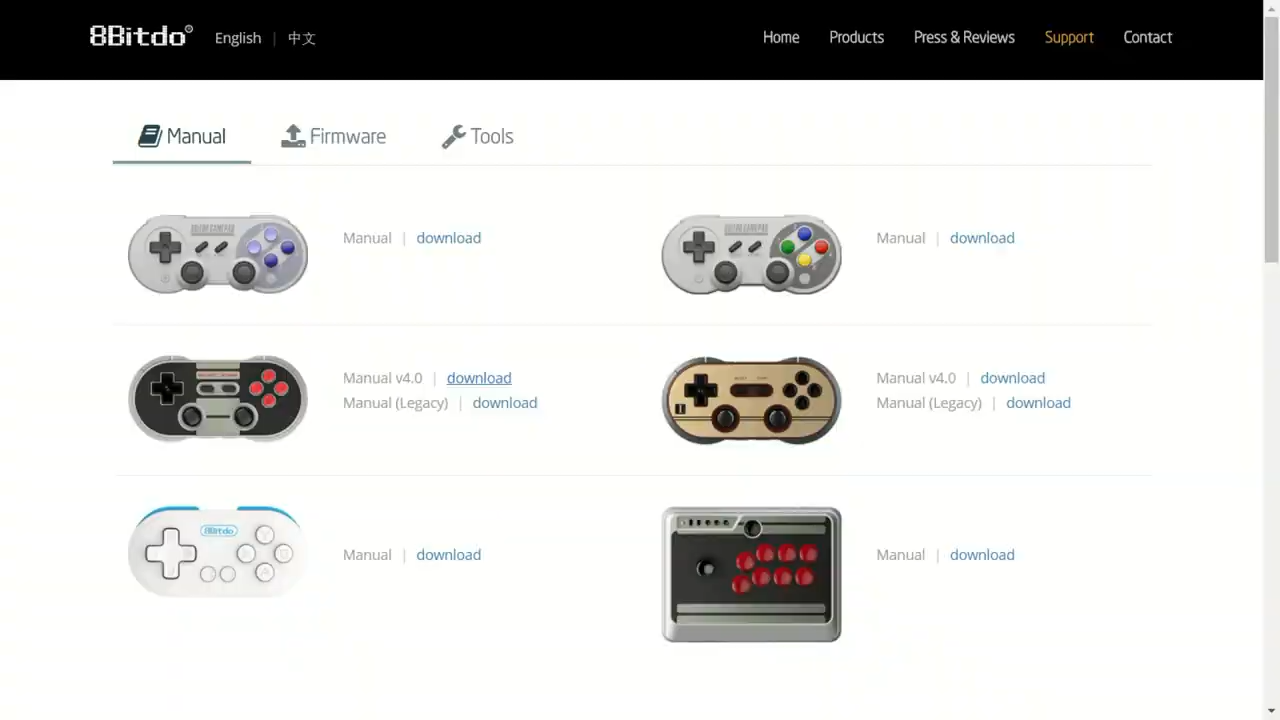 8Bitdo® English | 中文 Home Products Press & Reviews Support Contact
Manual Firmware Tools
Manual | download
Manual | download
Manual v4.0 | download
Manual (Legacy) | download
Manual v4.0 | download
Manual (Legacy) | download
8Bitdo
Manual | download
Manual | download